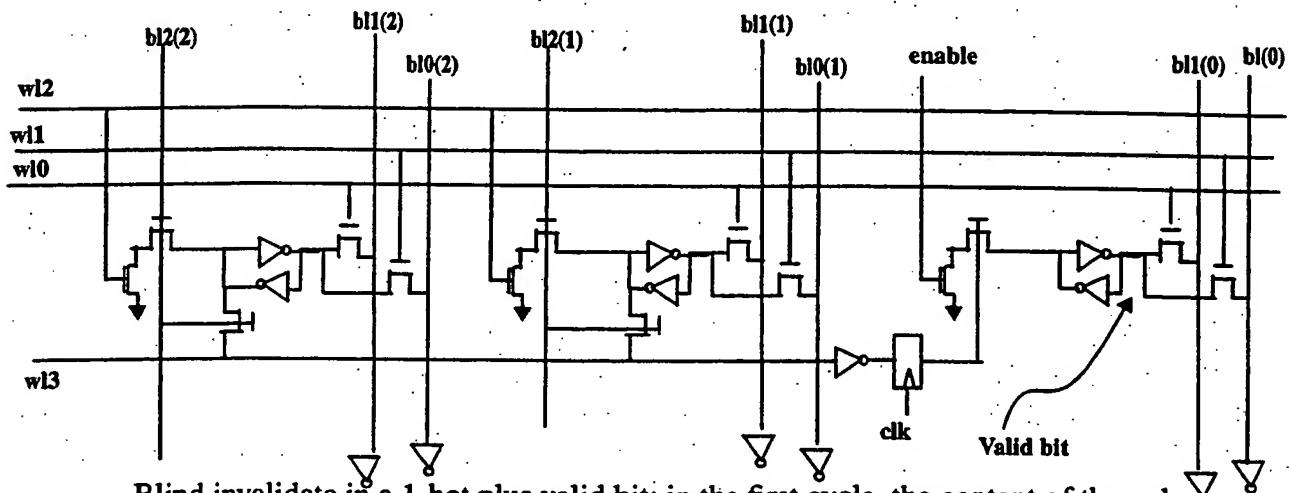 bl2(2)
bl1(2)
bl0(2)
bl2(1)
bl1(1)
bl0(1)
enable
bl1(0)
bl(0)
wl2
wl1
wl0
wl3
clk
Valid bit
Blind invalidate in a 1-hot plus valid bit: in the first cycle, the content of the